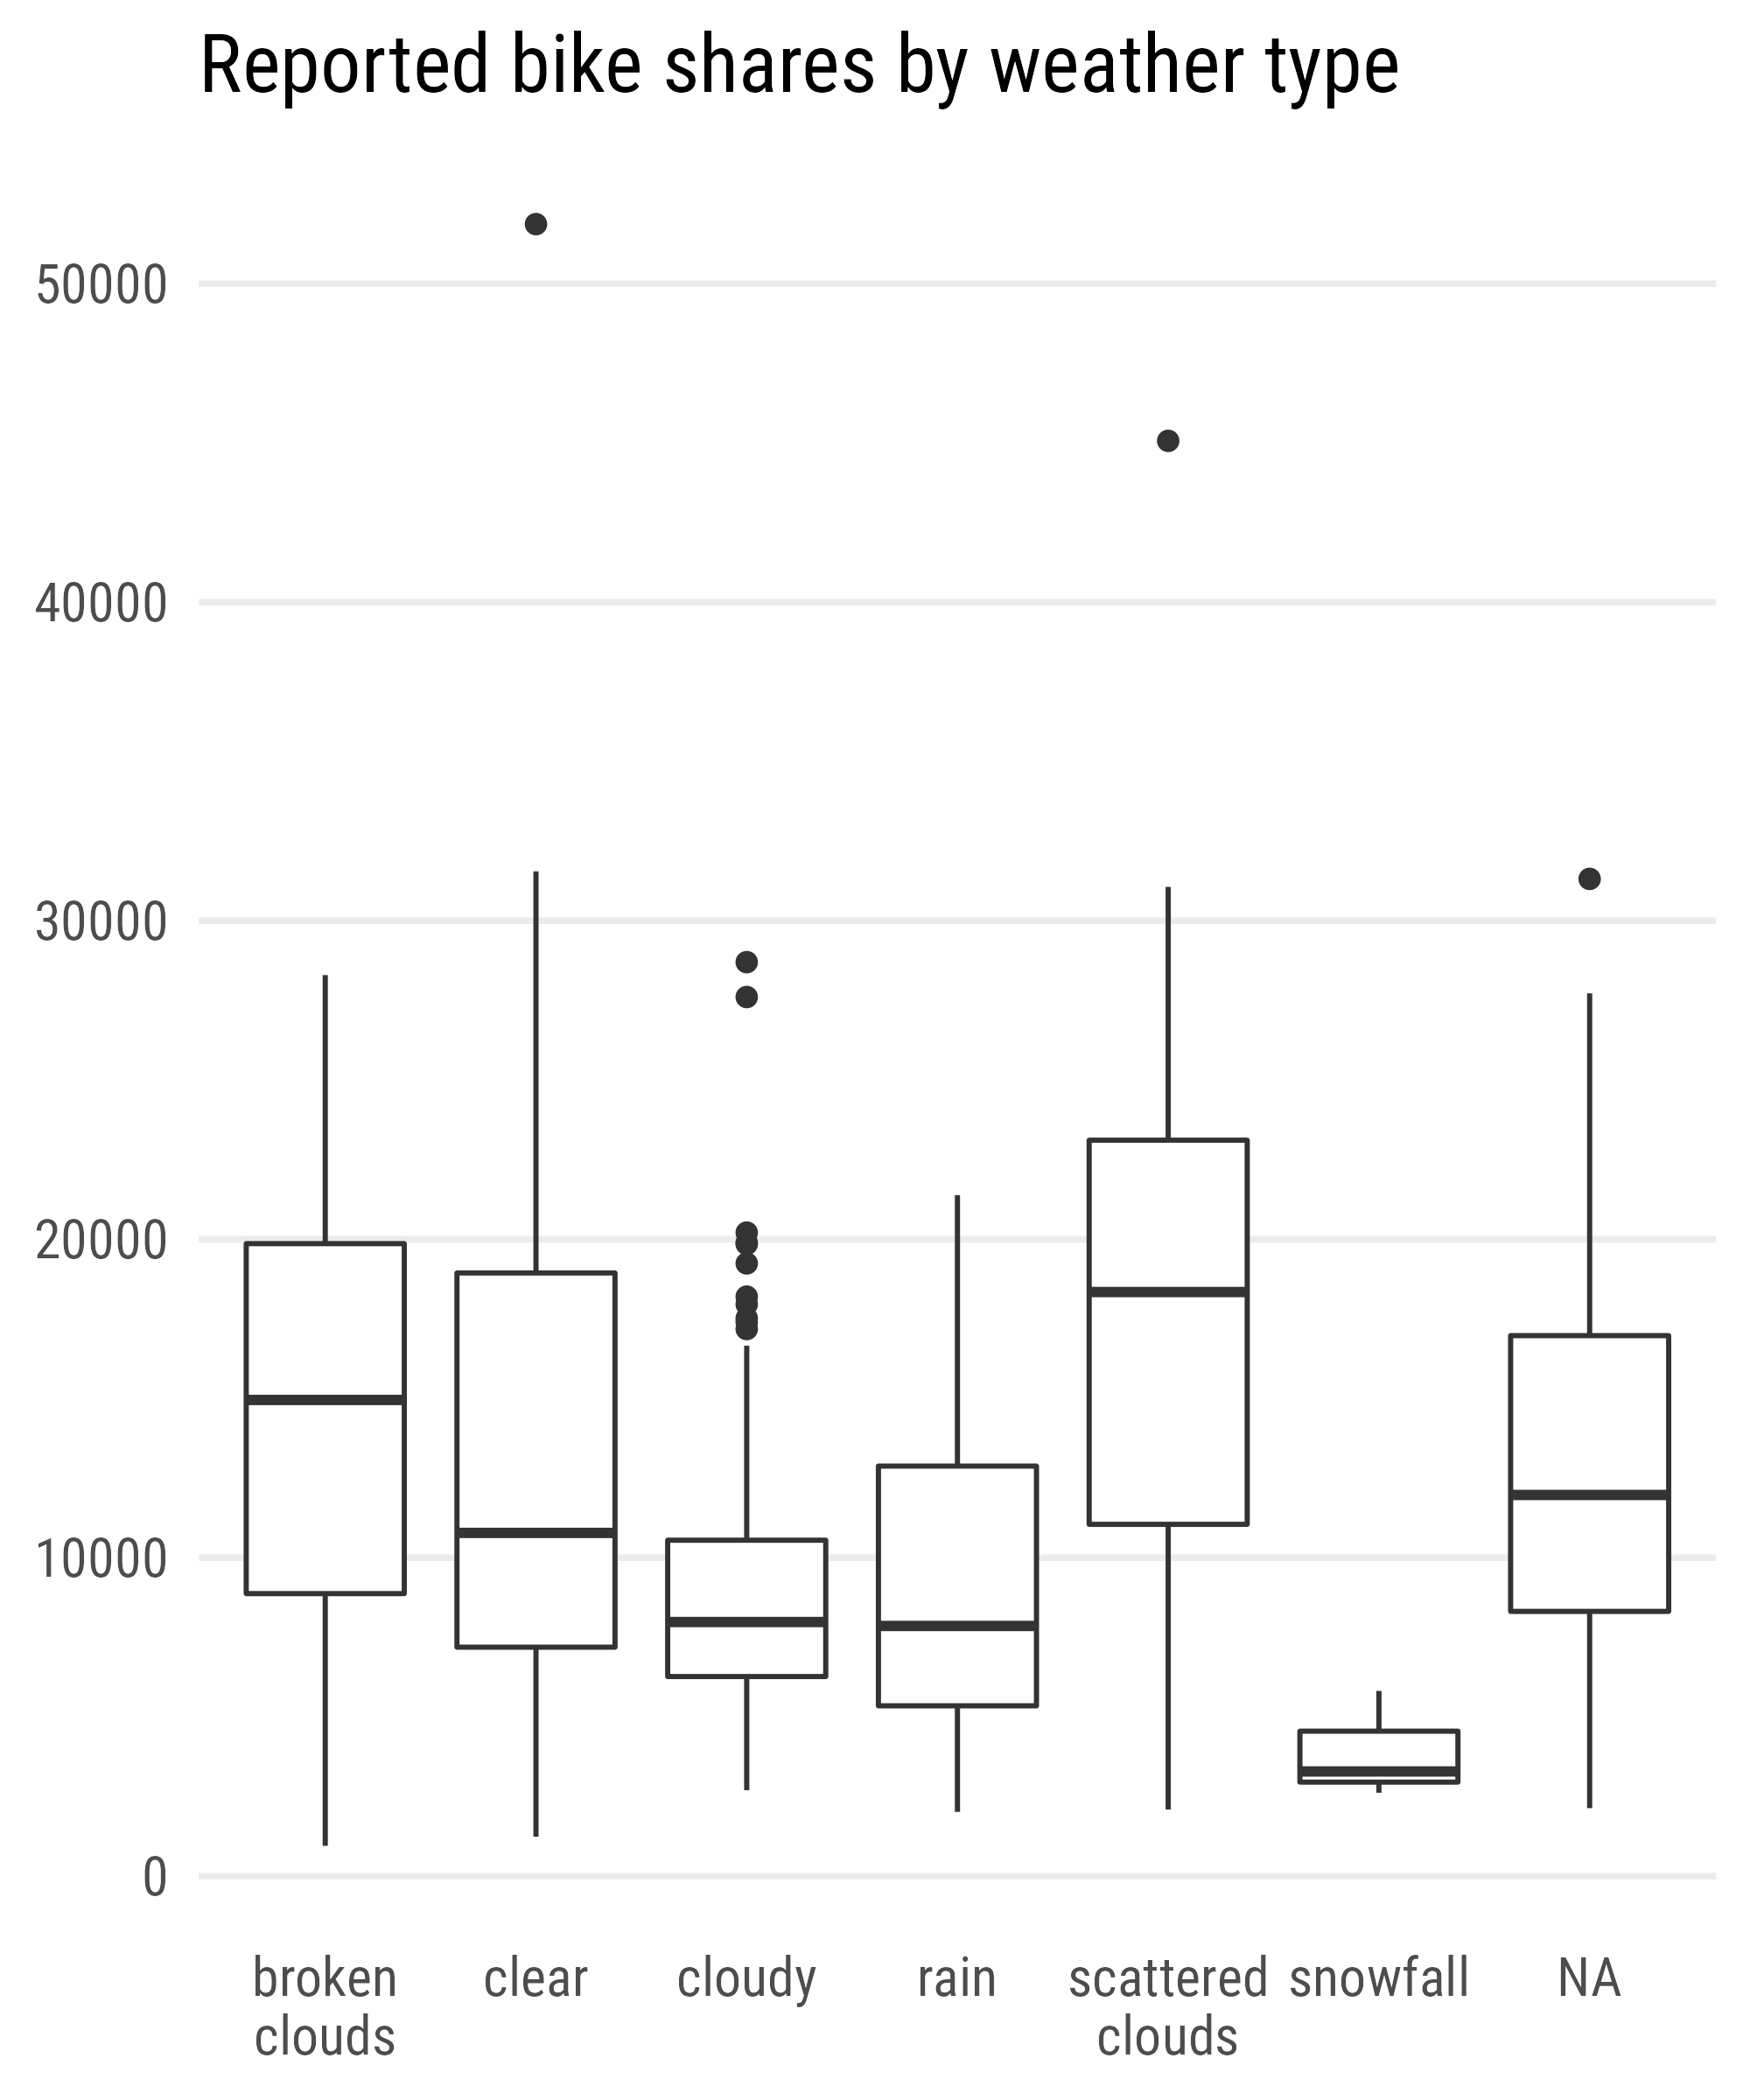 Reported bike shares by weather type
50000
40000
30000
20000
10000
0
broken clear cloudy rain scattered snowfall NA
clouds clouds